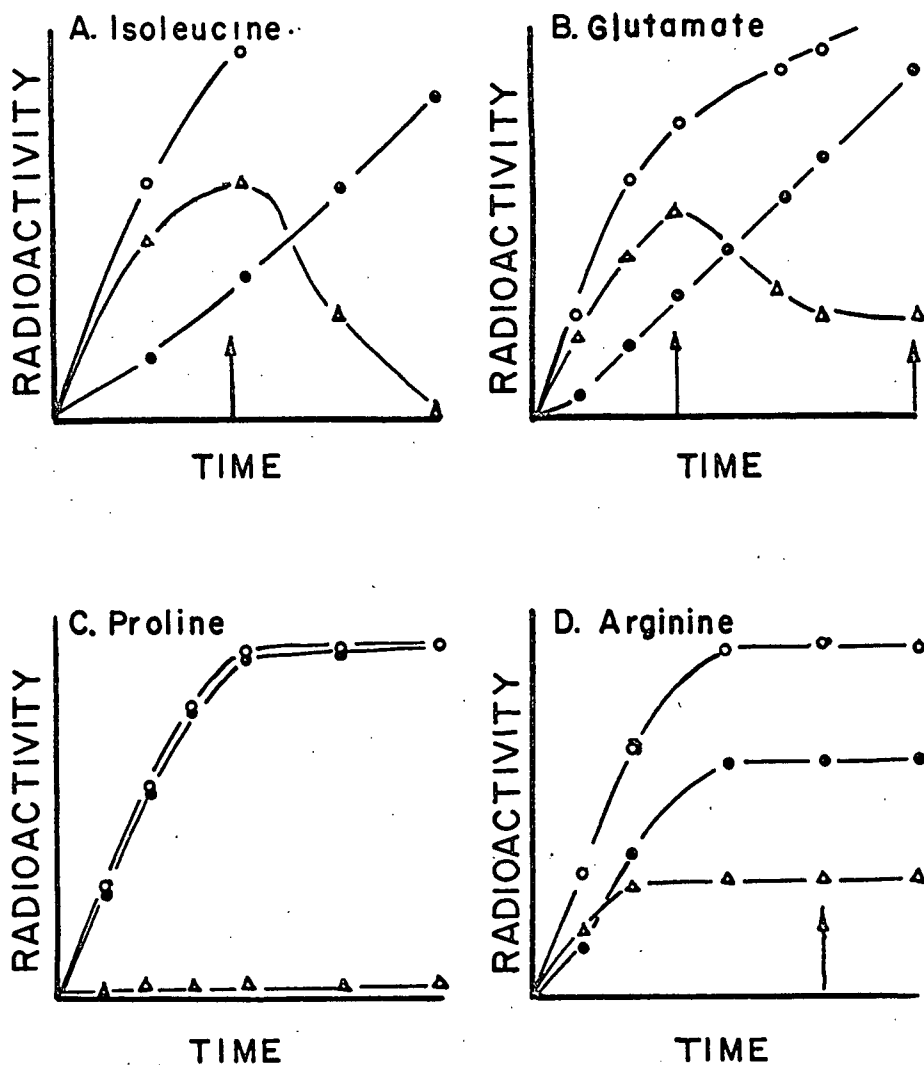 A. Isoleucine
RADIOACTIVITY
TIME
B. Glutamate
RADIOACTIVITY
TIME
C. Proline
RADIOACTIVITY
TIME
D. Arginine
RADIOACTIVITY
TIME